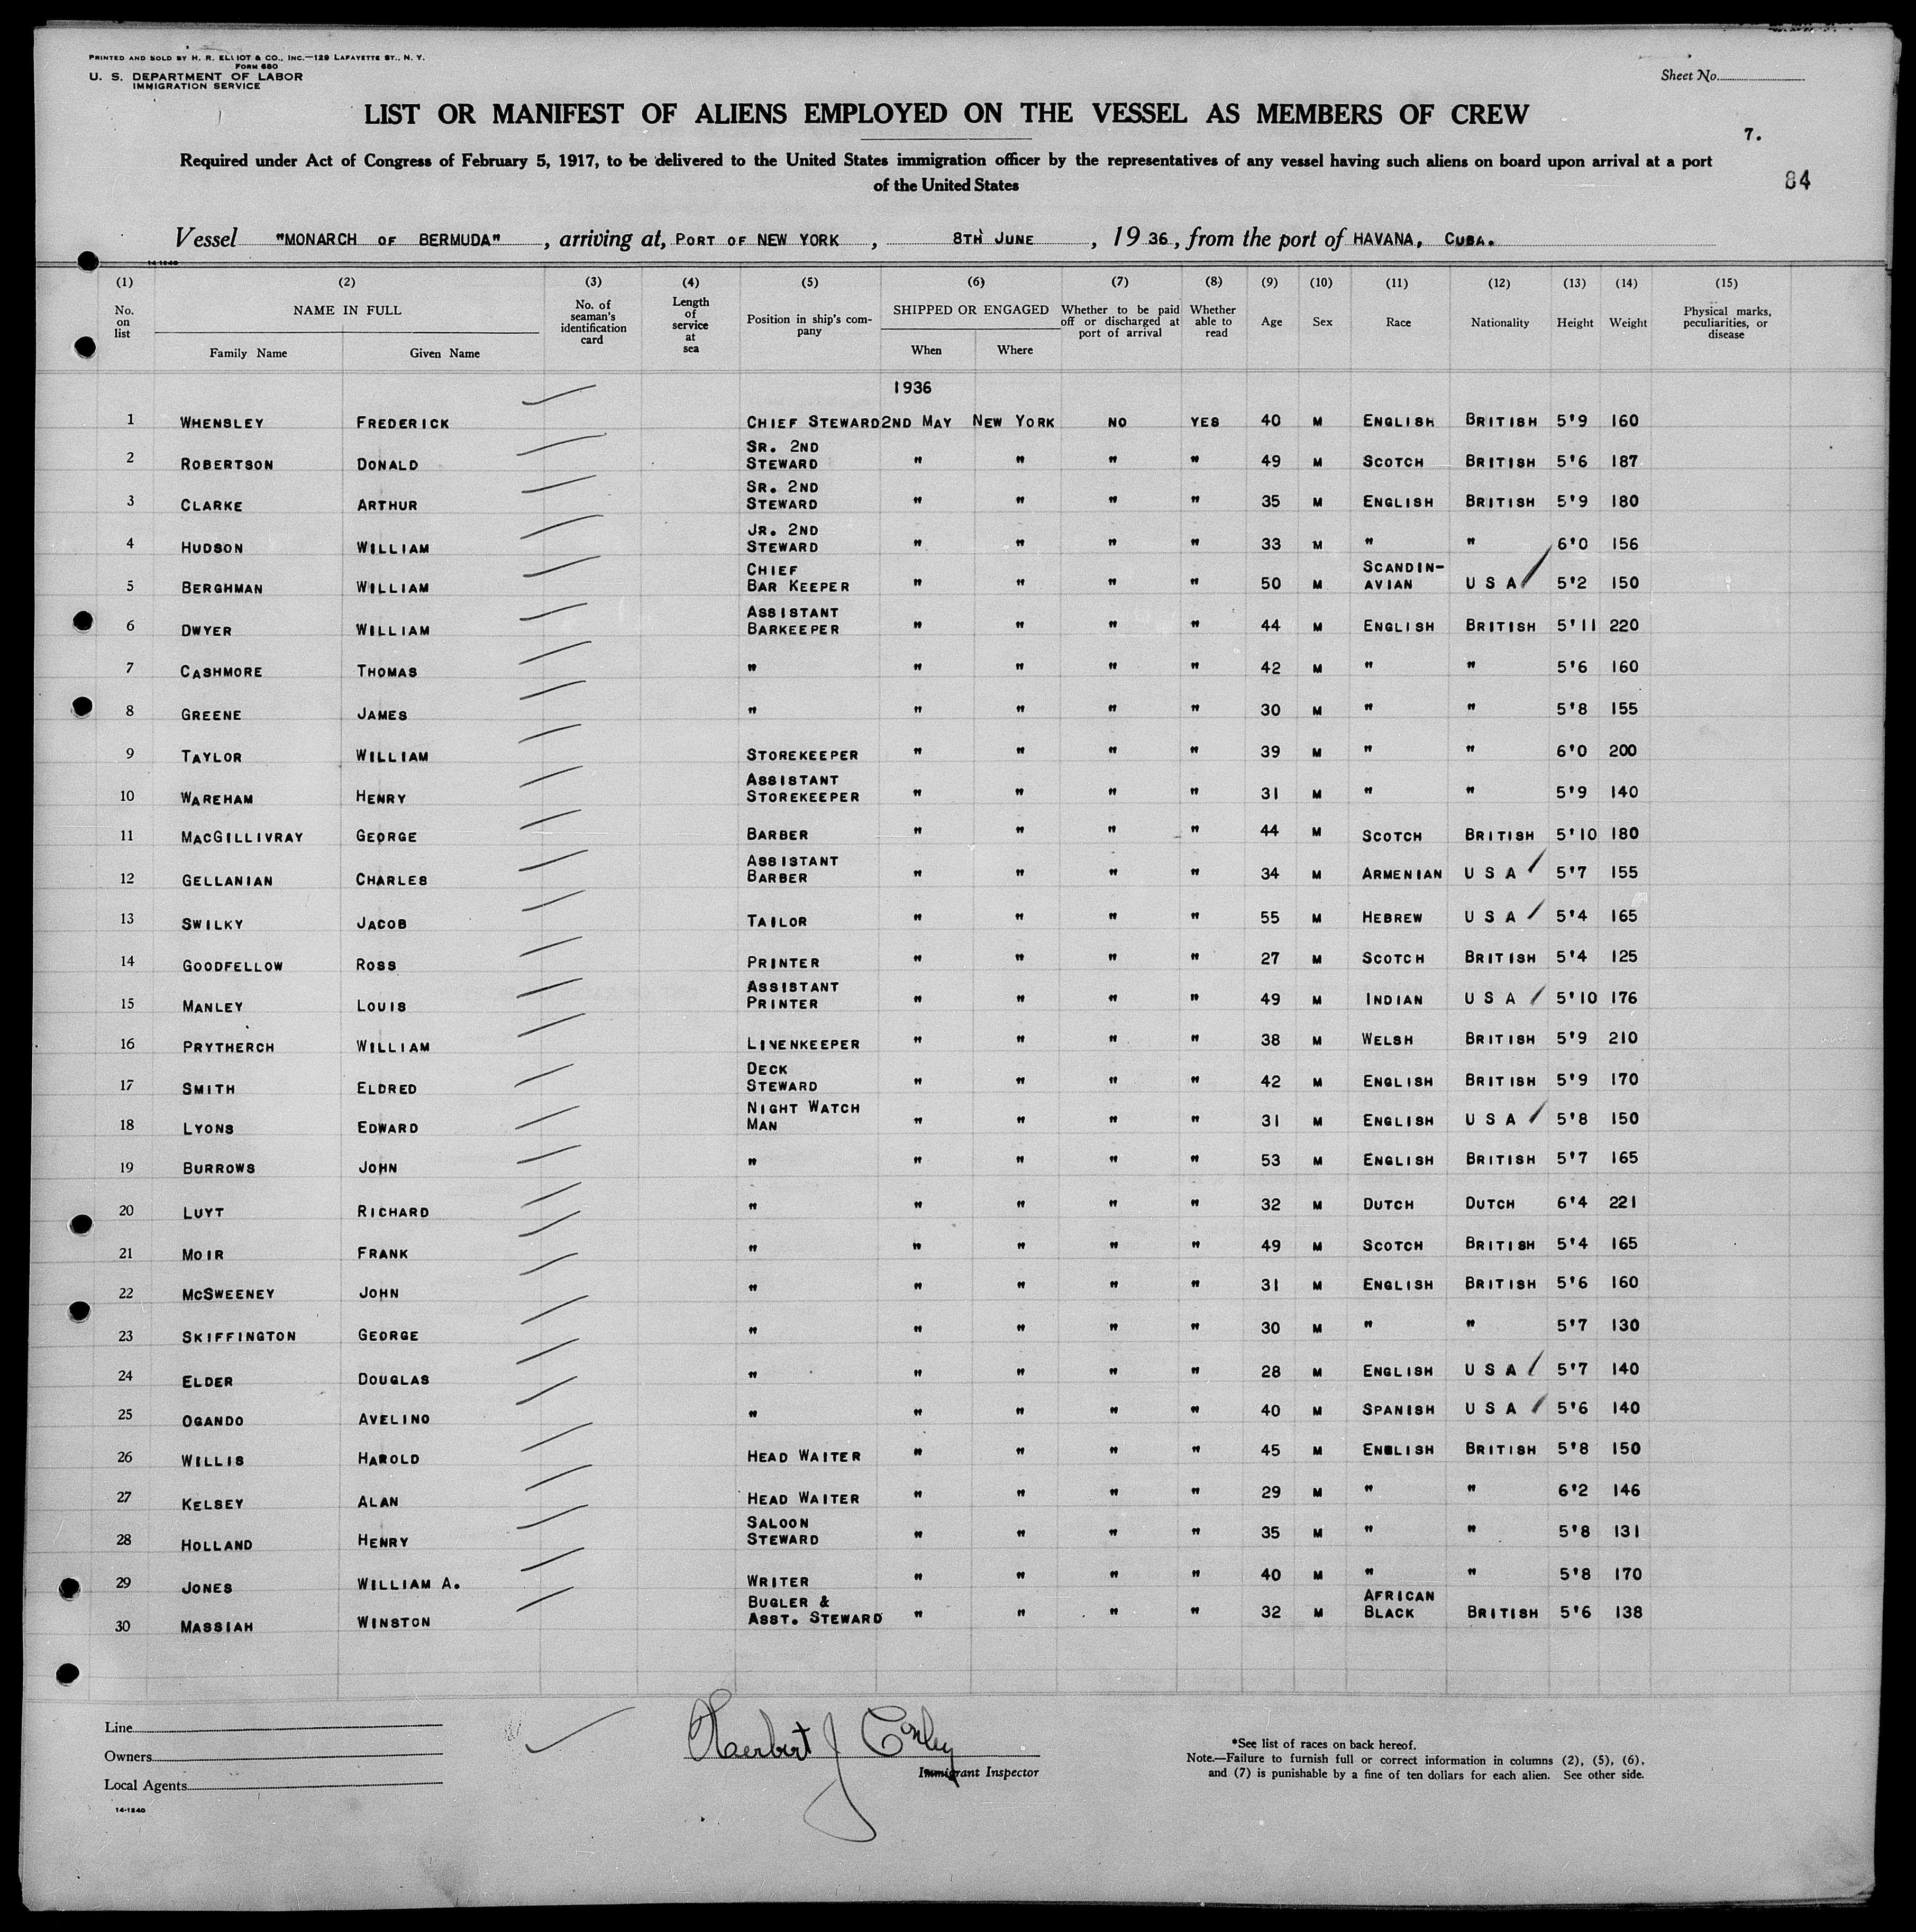 PRINTED AND SOLD BY H. R. ELLIOT & CO., INC.—129 LAFAYETTE ST., N. Y.
FORM 680
U. S. DEPARTMENT OF LABOR
IMMIGRATION SERVICE
Sheet No.
LIST OR MANIFEST OF ALIENS EMPLOYED ON THE VESSEL AS MEMBERS OF CREW
7.
Required under Act of Congress of February 5, 1917, to be delivered to the United States immigration officer by the representatives of any vessel having such aliens on board upon arrival at a port
of the United States
84
Vessel "MONARCH OF BERMUDA", arriving at, PORT OF NEW YORK, 8TH JUNE, 1936, from the port of HAVANA, CUBA.
14-1240
(1) (2) (3) (4) (5) (6) (7) (8) (9) (10) (11) (12) (13) (14) (15)
No. on list NAME IN FULL Family Name Given Name No. of seaman's identification card Length of service at sea Position in ship's company SHIPPED OR ENGAGED When Where Whether to be paid off or discharged at port of arrival Whether able to read Age Sex Race Nationality Height Weight Physical marks, peculiarities, or disease
1936
1 WHENSLEY FREDERICK CHIEF STEWARD 2ND MAY NEW YORK NO YES 40 M ENGLISH BRITISH 5'9 160
2 ROBERTSON DONALD SR. 2ND STEWARD " " " " 49 M SCOTCH BRITISH 5'6 187
3 CLARKE ARTHUR SR. 2ND STEWARD " " " " 35 M ENGLISH BRITISH 5'9 180
4 HUDSON WILLIAM JR. 2ND STEWARD " " " " 33 M " " 6'0 156
5 BERGHMAN WILLIAM CHIEF BAR KEEPER " " " " 50 M SCANDIN-AVIAN U S A 5'2 150
6 DWYER WILLIAM ASSISTANT BARKEEPER " " " " 44 M ENGLISH BRITISH 5'11 220
7 CASHMORE THOMAS " " " " " 42 M " " 5'6 160
8 GREENE JAMES " " " " " 30 M " " 5'8 155
9 TAYLOR WILLIAM STOREKEEPER " " " " 39 M " " 6'0 200
10 WAREHAM HENRY ASSISTANT STOREKEEPER " " " " 31 M " " 5'9 140
11 MACGILLIVRAY GEORGE BARBER " " " " 44 M SCOTCH BRITISH 5'10 180
12 GELLANIAN CHARLES ASSISTANT BARBER " " " " 34 M ARMENIAN U S A 5'7 155
13 SWILKY JACOB TAILOR " " " " 55 M HEBREW U S A 5'4 165
14 GOODFELLOW ROSS PRINTER " " " " 27 M SCOTCH BRITISH 5'4 125
15 MANLEY LOUIS ASSISTANT PRINTER " " " " 49 M INDIAN U S A 5'10 176
16 PRYTHERCH WILLIAM LINENKEEPER " " " " 38 M WELSH BRITISH 5'9 210
17 SMITH ELDRED DECK STEWARD " " " " 42 M ENGLISH BRITISH 5'9 170
18 LYONS EDWARD NIGHT WATCH MAN " " " " 31 M ENGLISH U S A 5'8 150
19 BURROWS JOHN " " " " " 53 M ENGLISH BRITISH 5'7 165
20 LUYT RICHARD " " " " " 32 M DUTCH DUTCH 6'4 221
21 MOIR FRANK " " " " " 49 M SCOTCH BRITISH 5'4 165
22 MCSWEENEY JOHN " " " " " 31 M ENGLISH BRITISH 5'6 160
23 SKIFFINGTON GEORGE " " " " " 30 M " " 5'7 130
24 ELDER DOUGLAS " " " " " 28 M ENGLISH U S A 5'7 140
25 OGANDO AVELINO " " " " " 40 M SPANISH U S A 5'6 140
26 WILLIS HAROLD HEAD WAITER " " " " 45 M ENGLISH BRITISH 5'8 150
27 KELSEY ALAN HEAD WAITER " " " " 29 M " " 6'2 146
28 HOLLAND HENRY SALOON STEWARD " " " " 35 M " " 5'8 131
29 JONES WILLIAM A. WRITER " " " " 40 M " " 5'8 170
30 MASSIAH WINSTON BUGLER & ASST. STEWARD " " " " 32 M AFRICAN BLACK BRITISH 5'6 138
Line
Owners
Local Agents
14-1240
Herbert J Conley
Immigrant Inspector
*See list of races on back hereof.
Note.—Failure to furnish full or correct information in columns (2), (5), (6),
and (7) is punishable by a fine of ten dollars for each alien. See other side.